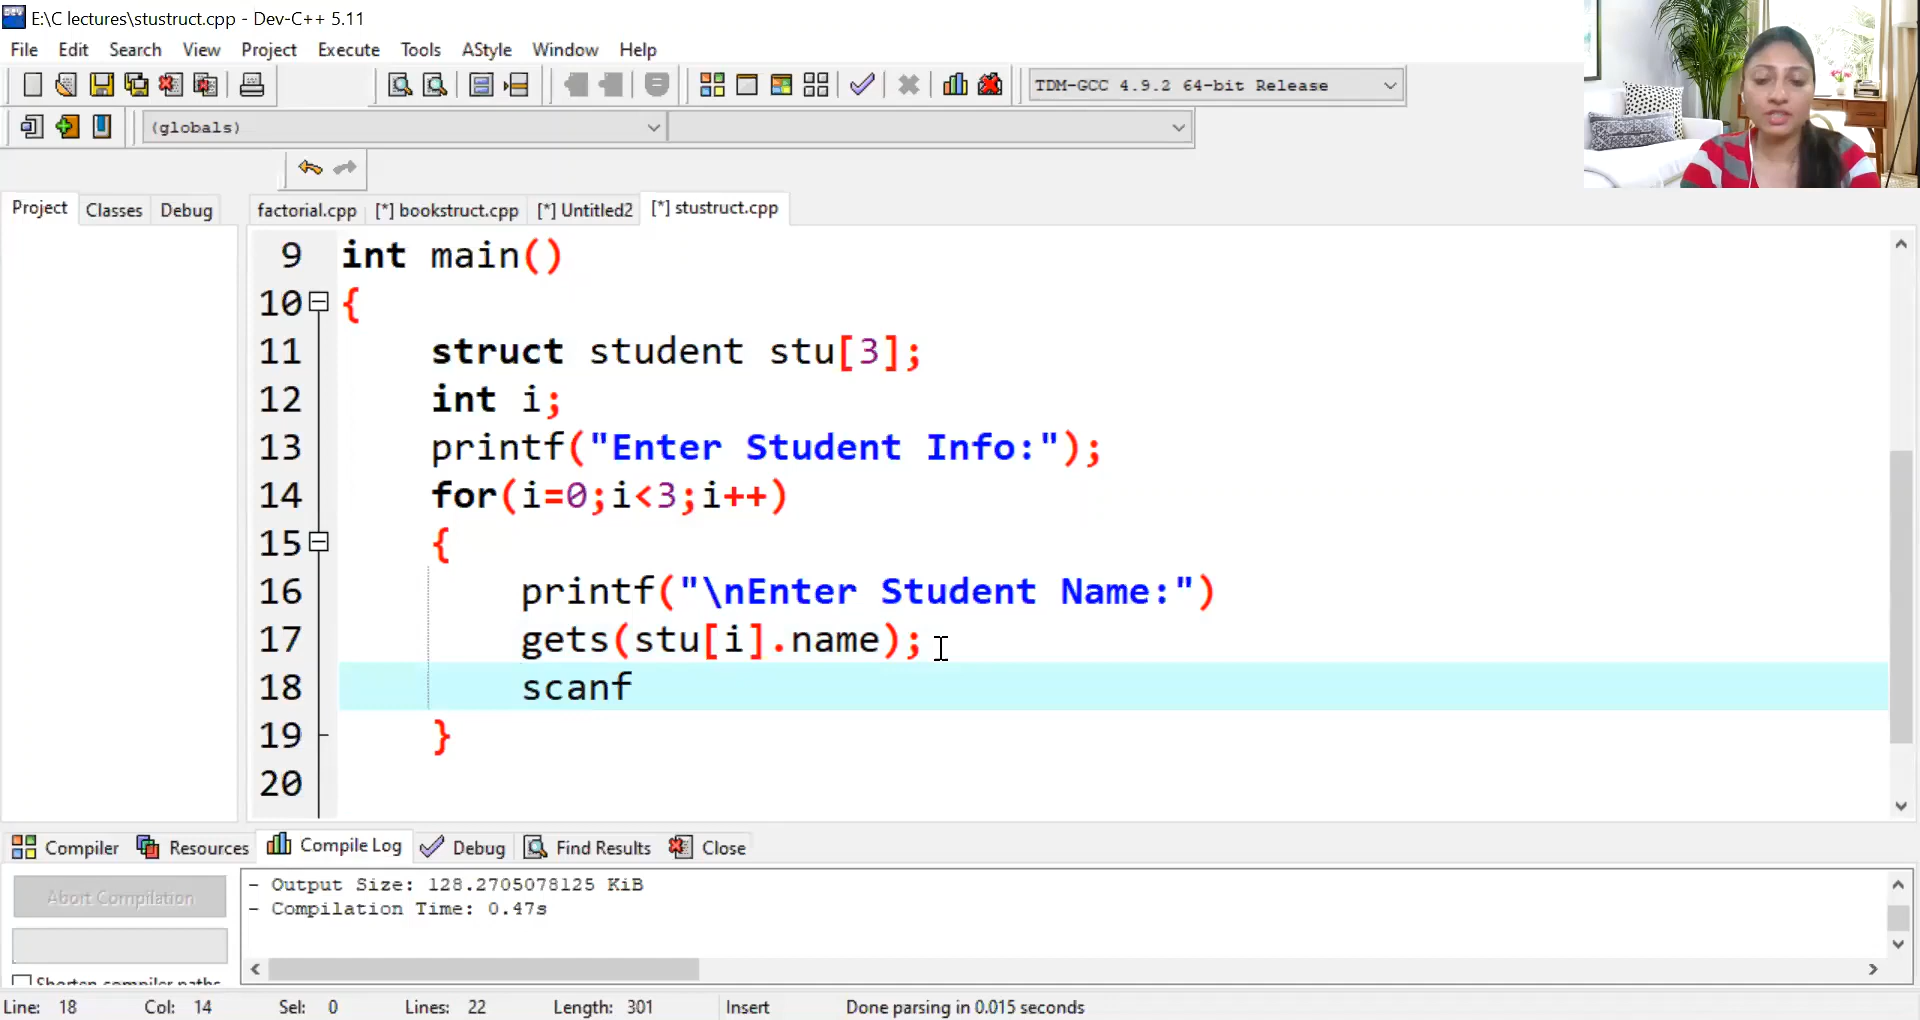 E:\C lectures\stustruct.cpp - Dev-C++ 5.11
File Edit Search View Project Execute Tools AStyle Window Help
TDM-GCC 4.9.2 64-bit Release
(globals)
Project Classes Debug
factorial.cpp [*] bookstruct.cpp [*] Untitled2 [*] stustruct.cpp
9 int main()
10 {
11 struct student stu[3];
12 int i;
13 printf("Enter Student Info:");
14 for(i=0;i<3;i++)
15 {
16 printf("\nEnter Student Name:")
17 gets(stu[i].name);
18 scanf
19 }
20
Compiler Resources Compile Log Debug Find Results Close
Abort Compilation
- Output Size: 128.2705078125 KiB
- Compilation Time: 0.47s
Shorten compiler paths
Line: 18 Col: 14 Sel: 0 Lines: 22 Length: 301 Insert Done parsing in 0.015 seconds